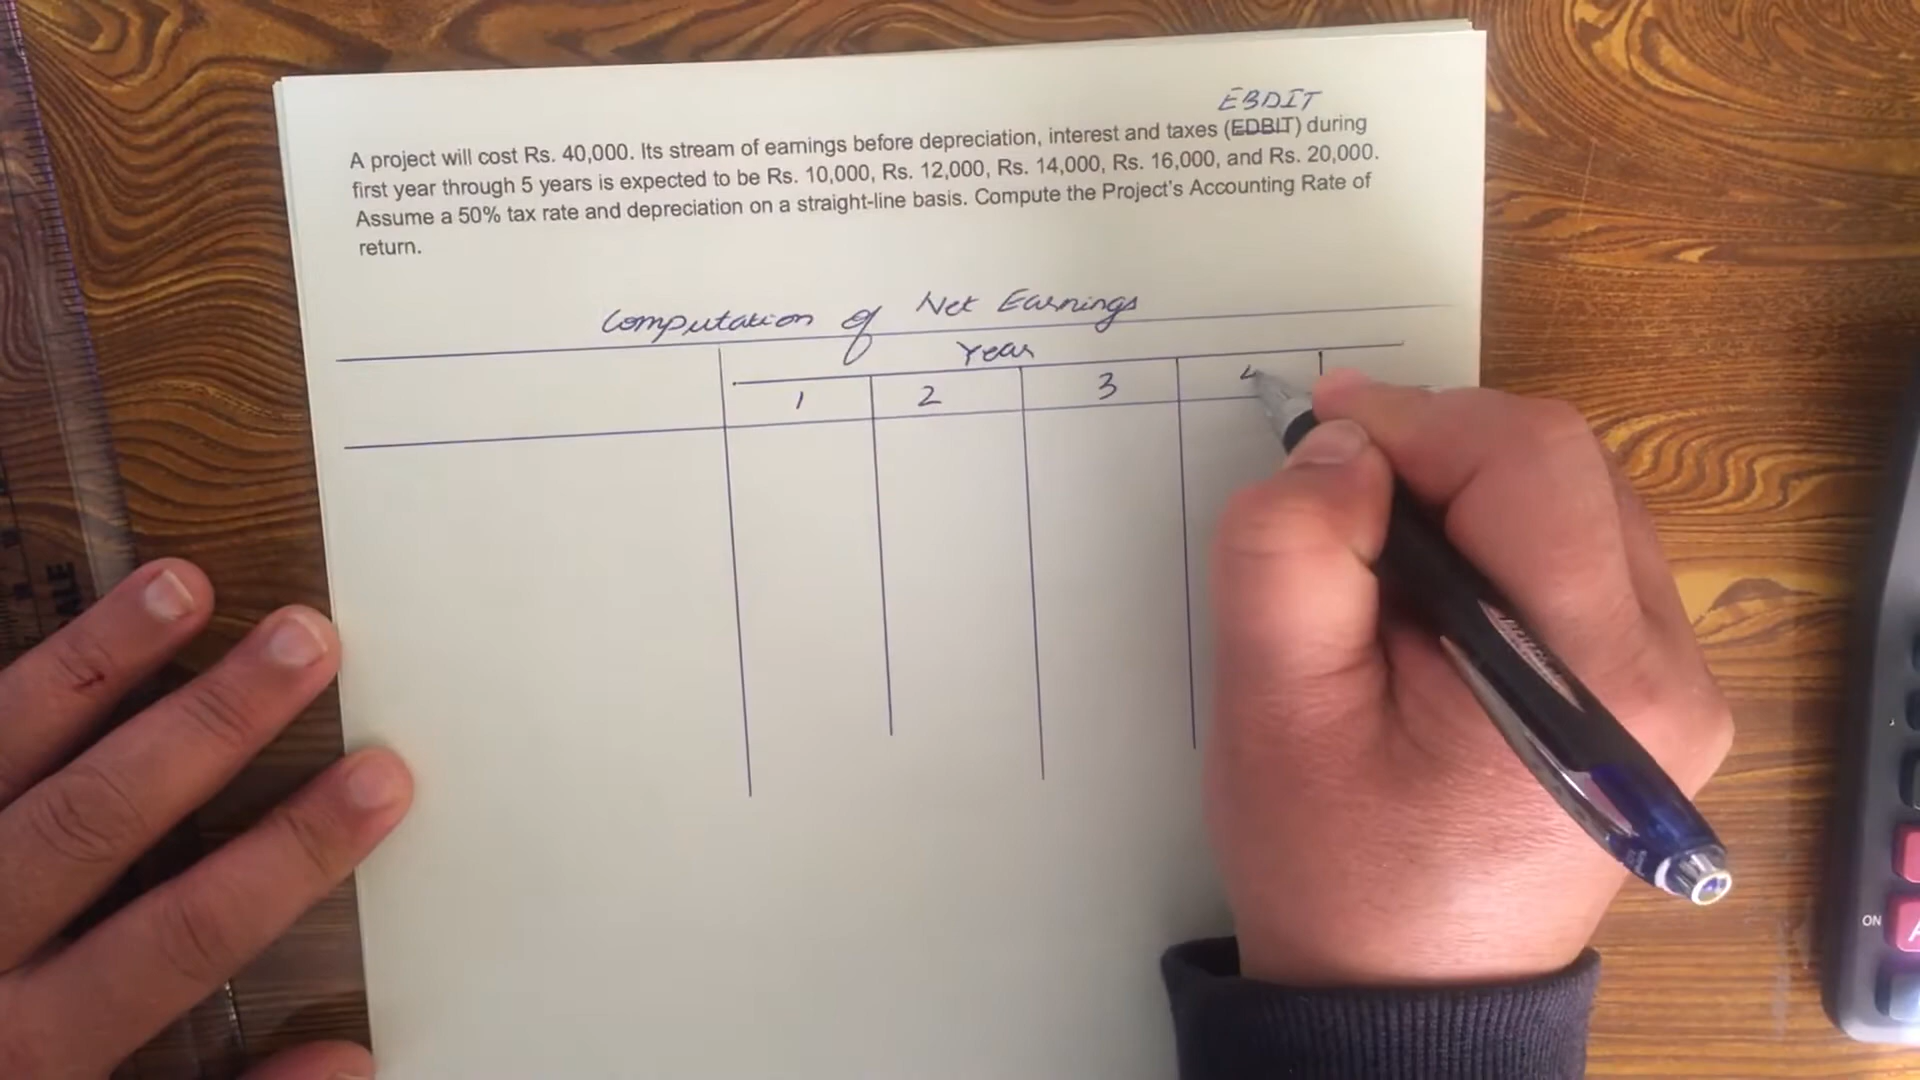 EBDIT
A project will cost Rs. 40,000. Its stream of earnings before depreciation, interest and taxes (EDBIT) during
first year through 5 years is expected to be Rs. 10,000, Rs. 12,000, Rs. 14,000, Rs. 16,000, and Rs. 20,000.
Assume a 50% tax rate and depreciation on a straight-line basis. Compute the Project's Accounting Rate of
return.
Computation of Net Earnings
Year
1 2 3 4
ALE
ON